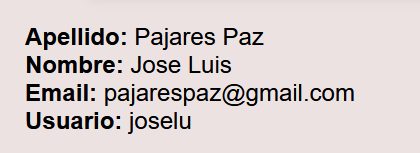 Apellido: Pajares Paz
Nombre: Jose Luis
Email: pajarespaz@gmail.com
Usuario: joselu